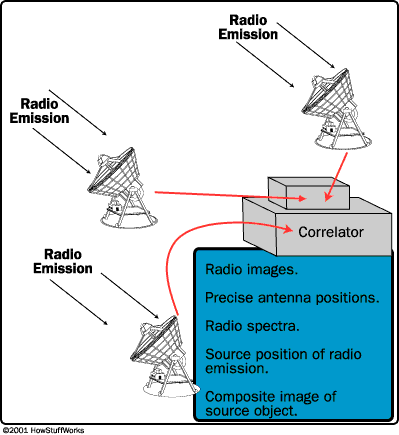 Radio
Emission
Radio
Emission
Radio
Emission
Correlator
Radio images.
Precise antenna positions.
Radio spectra.
Source position of radio
emission.
Composite image of
source object.
©2001 HowStuffWorks